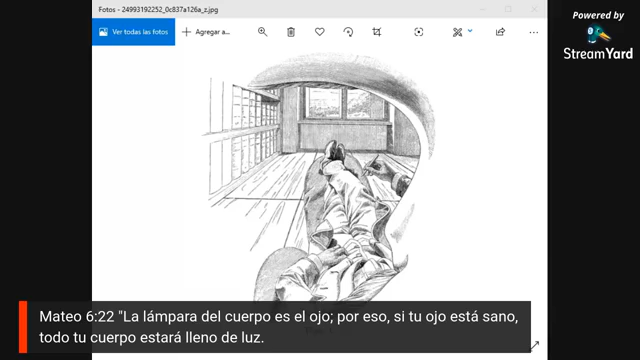 Fotos - 24993192252_0c837a126a_z.jpg
Ver todas las fotos
Agregar a...
Powered by
StreamYard
Mateo 6:22 "La lámpara del cuerpo es el ojo; por eso, si tu ojo está sano,
todo tu cuerpo estará lleno de luz.